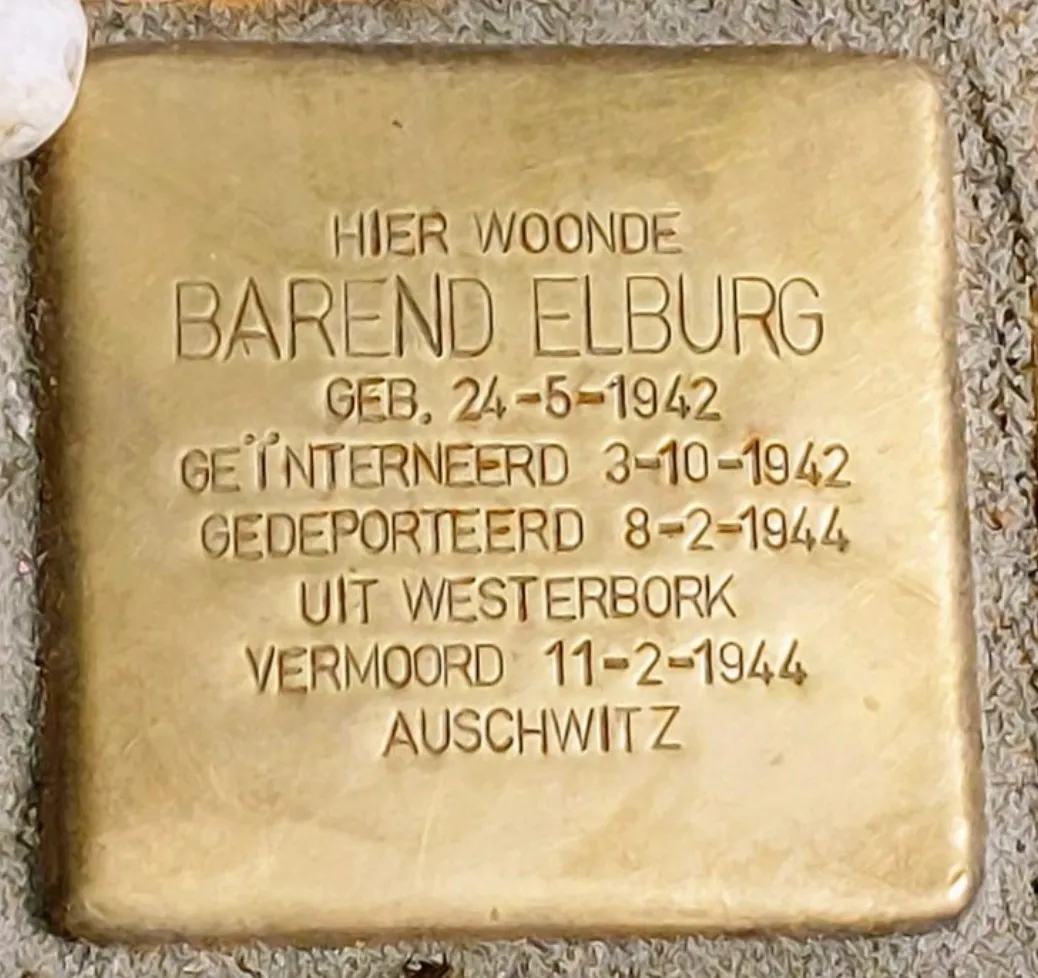 HIER WOONDE
BAREND ELBURG
GEB. 24-5-1942
GEÏNTERNEERD 3-10-1942
GEDEPORTEERD 8-2-1944
UIT WESTERBORK
VERMOORD 11-2-1944
AUSCHWITZ